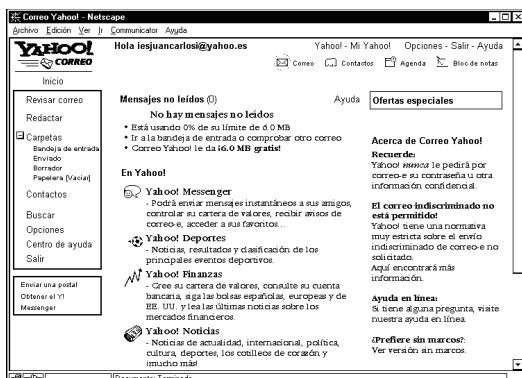 Correo Yahoo! - Netscape
Archivo Edición Ver Ir Communicator Ayuda
YAHOO! CORREO
Hola iesjuancarlosi@yahoo.es
Yahoo! - Mi Yahoo! Opciones - Salir - Ayuda
Correo Contactos Agenda Bloc de notas
Inicio
Revisar correo
Redactar
Carpetas
Bandeja de entrada
Enviado
Borrador
Papelera [Vaciar]
Contactos
Buscar
Opciones
Centro de ayuda
Salir
Enviar una postal
Obtener el Y!
Messenger
Mensajes no leídos (0) Ayuda
No hay mensajes no leídos
• Está usando 0% de su límite de 6.0 MB
• Ir a la bandeja de entrada o comprobar otro correo
• Correo Yahoo! le da ¡6.0 MB gratis!
En Yahoo!
Yahoo! Messenger
- Podrá enviar mensajes instantáneos a sus amigos,
controlar su cartera de valores, recibir avisos de
correo-e, acceder a sus favoritos...
Yahoo! Deportes
- Noticias, resultados y clasificación de los
principales eventos deportivos.
Yahoo! Finanzas
- Cree su cartera de valores, consulte su cuenta
bancaria, siga las bolsas españolas, europeas y de
EE. UU. y lea las últimas noticias sobre los
mercados financieros.
Yahoo! Noticias
- Noticias de actualidad, internacional, política,
cultura, deportes, los cotilleos de corazón y
¡mucho más!
Ofertas especiales
Acerca de Correo Yahoo!
Recuerde:
Yahoo! nunca le pedirá por
correo-e su contraseña u otra
información confidencial.
El correo indiscriminado no
está permitido!
Yahoo! tiene una normativa
muy estricta sobre el envío
indiscriminado de correo-e no
solicitado.
Aquí encontrará más
información.
Ayuda en línea:
Si tiene alguna pregunta, visite
nuestra ayuda en línea.
¿Prefiere sin marcos?:
Ver versión sin marcos.
Documento: Terminado